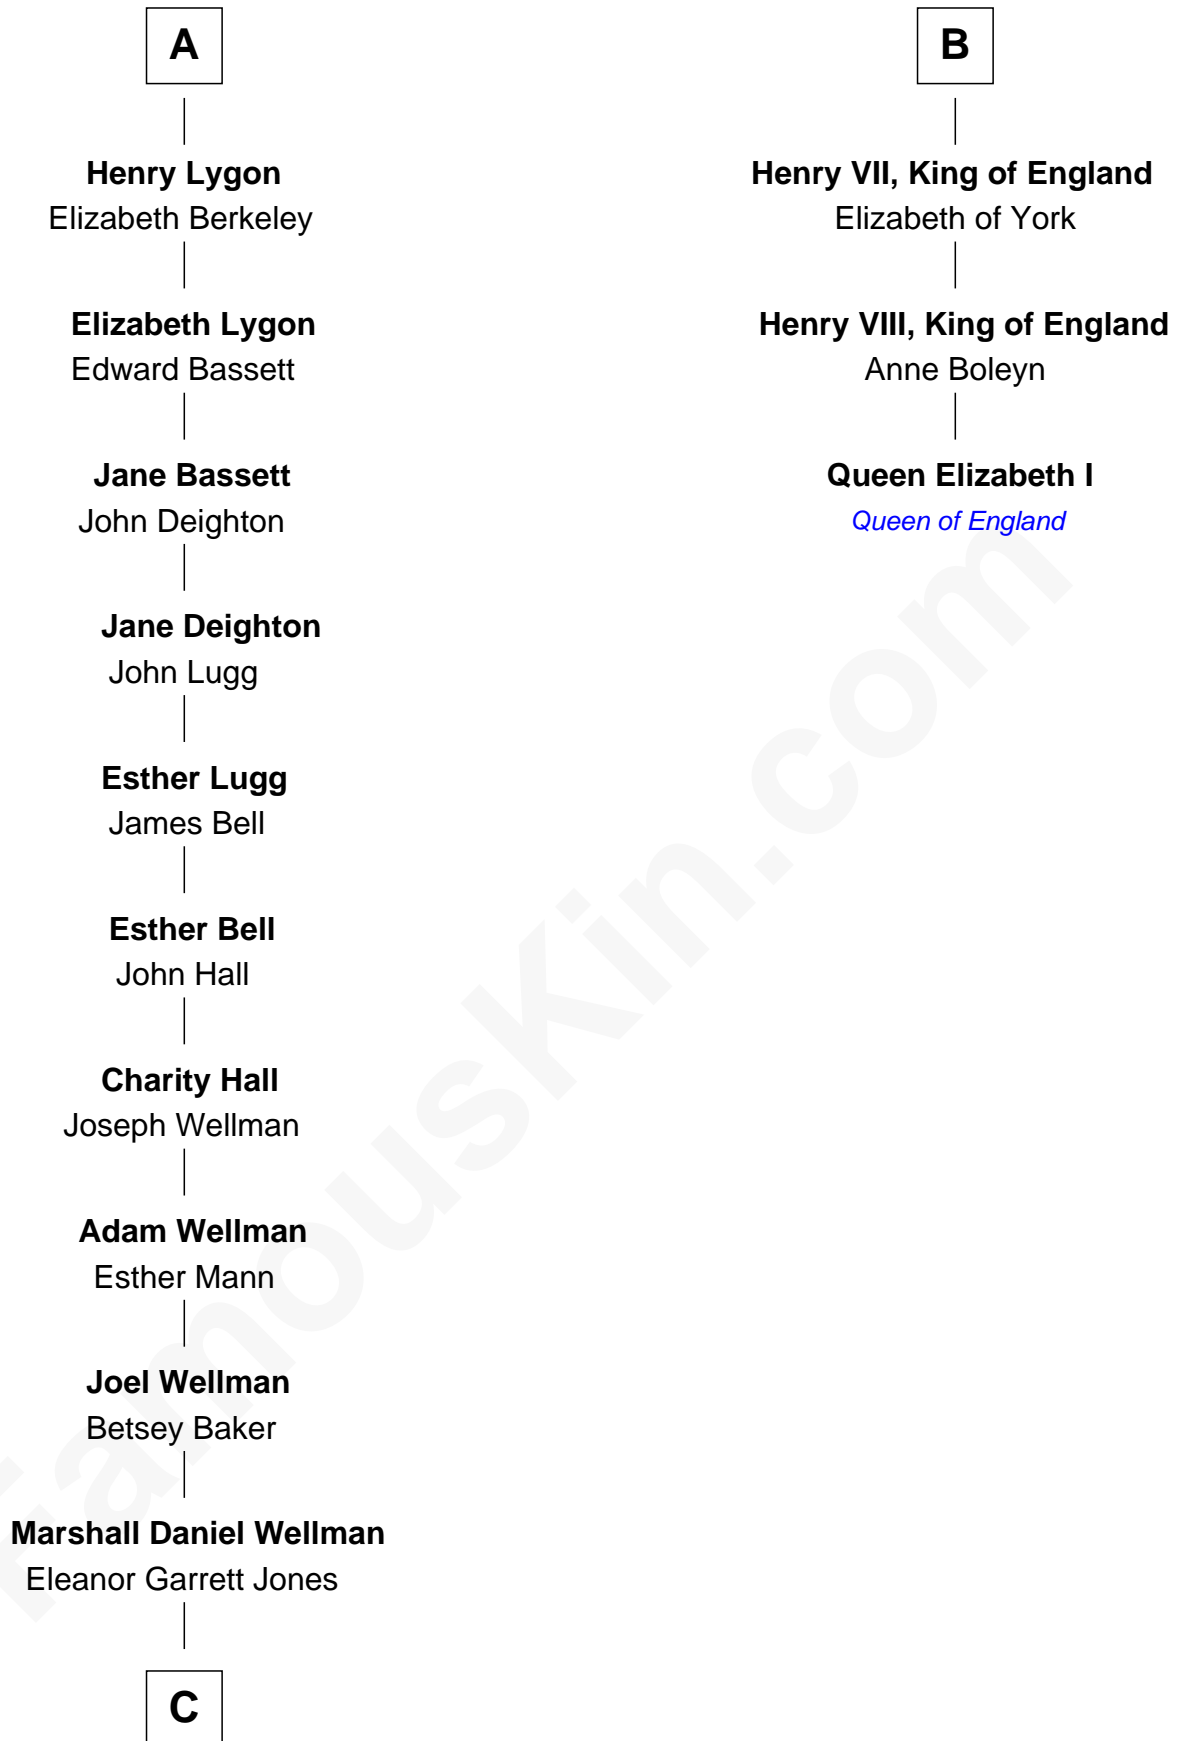 A
Henry Lygon
Elizabeth Berkeley
Elizabeth Lygon
Edward Bassett
Jane Bassett
John Deighton
Jane Deighton
John Lugg
Esther Lugg
James Bell
Esther Bell
John Hall
Charity Hall
Joseph Wellman
Adam Wellman
Esther Mann
Joel Wellman
Betsey Baker
Marshall Daniel Wellman
Eleanor Garrett Jones
C
B
Henry VII, King of England
Elizabeth of York
Henry VIII, King of England
Anne Boleyn
Queen Elizabeth I
Queen of England
FamousKin.com